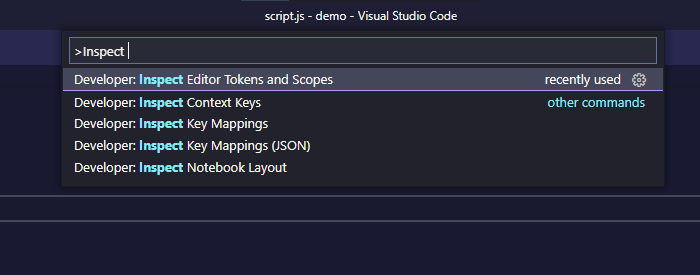 script.js - demo - Visual Studio Code
>Inspect
Developer: Inspect Editor Tokens and Scopes recently used
Developer: Inspect Context Keys other commands
Developer: Inspect Key Mappings
Developer: Inspect Key Mappings (JSON)
Developer: Inspect Notebook Layout